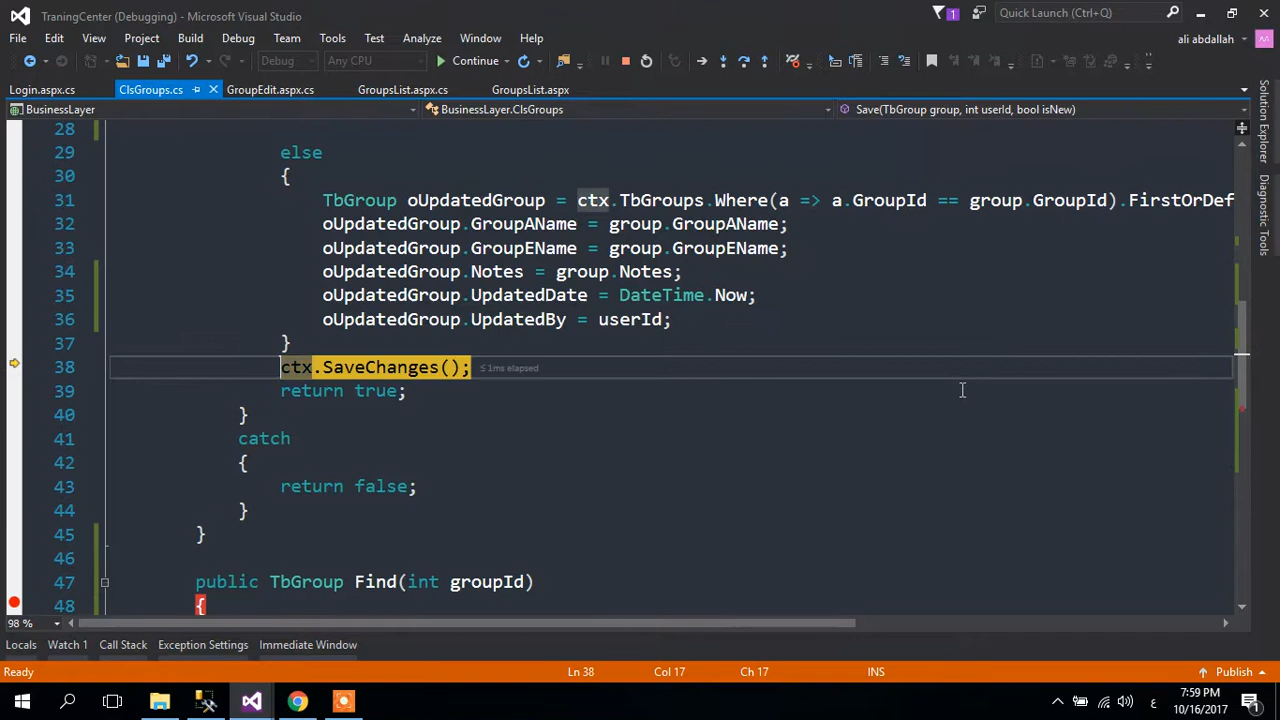 TraningCenter (Debugging) - Microsoft Visual Studio
1
Quick Launch (Ctrl+Q)
File Edit View Project Build Debug Team Tools Test Analyze Window Help
ali abdallah
Debug Any CPU Continue
Login.aspx.cs ClsGroups.cs GroupEdit.aspx.cs GroupsList.aspx.cs GroupsList.aspx
BusinessLayer BusinessLayer.ClsGroups Save(TbGroup group, int userId, bool isNew)
28
29 else
30 {
31 TbGroup oUpdatedGroup = ctx.TbGroups.Where(a => a.GroupId == group.GroupId).FirstOrDef
32 oUpdatedGroup.GroupAName = group.GroupAName;
33 oUpdatedGroup.GroupEName = group.GroupEName;
34 oUpdatedGroup.Notes = group.Notes;
35 oUpdatedGroup.UpdatedDate = DateTime.Now;
36 oUpdatedGroup.UpdatedBy = userId;
37 }
38 ctx.SaveChanges(); ≤ 1ms elapsed
39 return true;
40 }
41 catch
42 {
43 return false;
44 }
45 }
46
47 public TbGroup Find(int groupId)
48 {
Solution Explorer
Diagnostic Tools
98 %
Locals Watch 1 Call Stack Exception Settings Immediate Window
Ready Ln 38 Col 17 Ch 17 INS Publish
ع
7:59 PM
10/16/2017
1